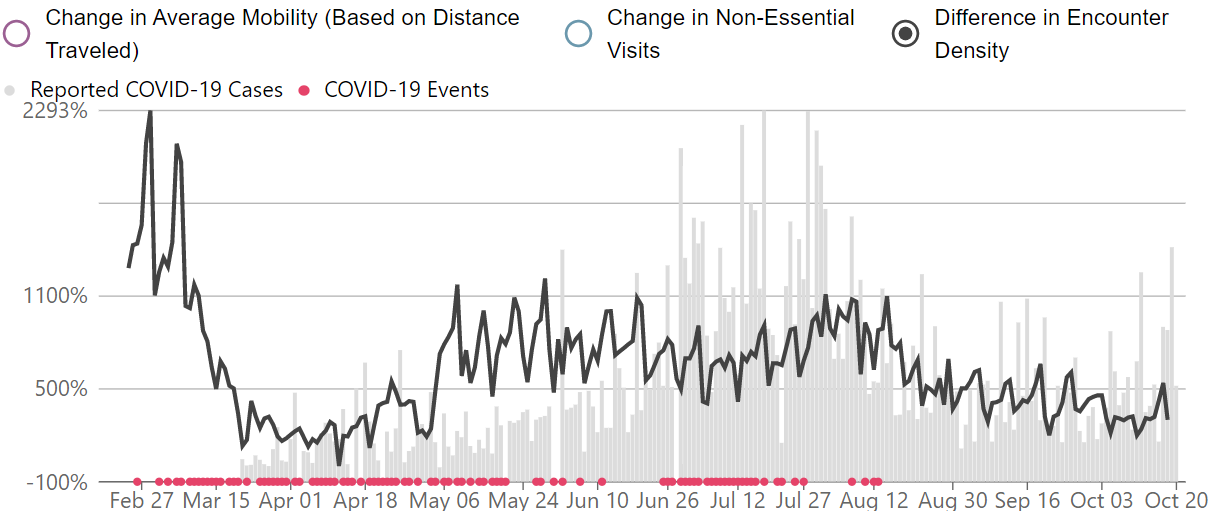 Change in Average Mobility (Based on Distance Traveled)
Change in Non-Essential Visits
Difference in Encounter Density
Reported COVID-19 Cases
COVID-19 Events
2293%
1100%
500%
-100%
Feb 27 Mar 15 Apr 01 Apr 18 May 06 May 24 Jun 10 Jun 26 Jul 12 Jul 27 Aug 12 Aug 30 Sep 16 Oct 03 Oct 20